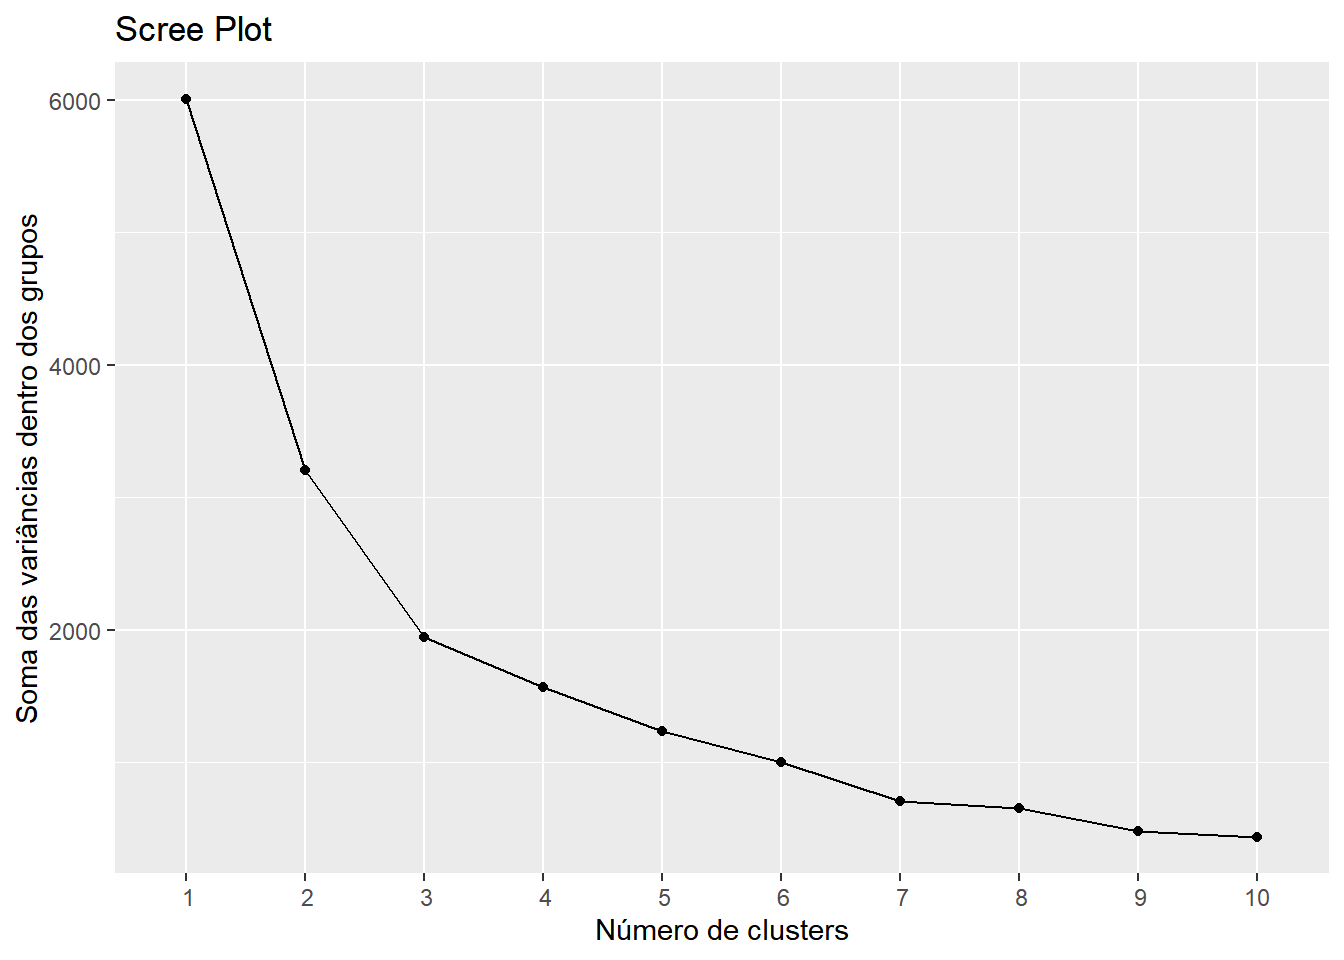 Scree Plot
Soma das variâncias dentro dos grupos
6000
4000
2000
1 2 3 4 5 6 7 8 9 10
Número de clusters